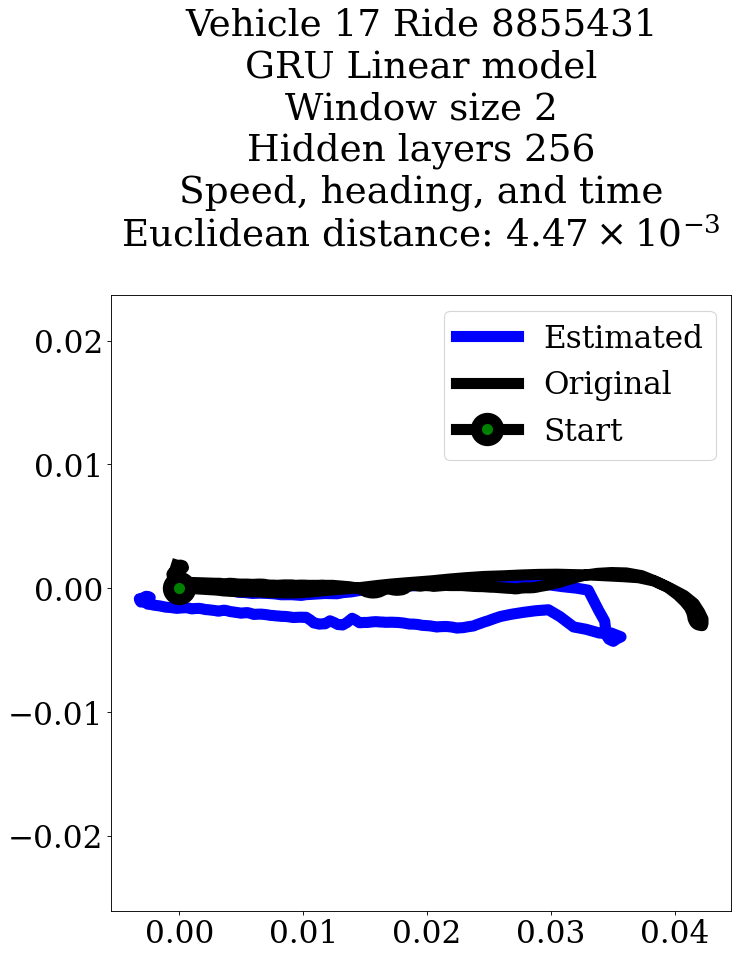 Vehicle 17 Ride 8855431
GRU Linear model
Window size 2
Hidden layers 256
Speed, heading, and time
Euclidean distance: 4.47 × 10⁻³
Estimated
Original
Start
0.02
0.01
0.00
−0.01
−0.02
0.00 0.01 0.02 0.03 0.04